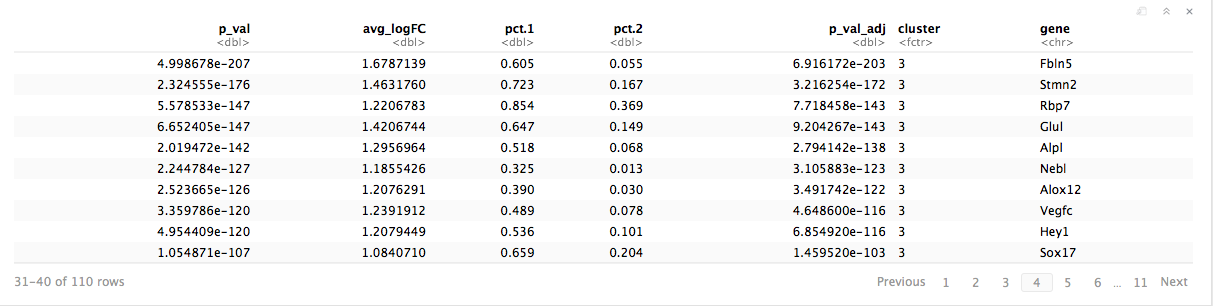 p_val avg_logFC pct.1 pct.2 p_val_adj cluster gene
<dbl> <dbl> <dbl> <dbl> <dbl> <fctr> <chr>
4.998678e-207 1.6787139 0.605 0.055 6.916172e-203 3 Fbln5
2.324555e-176 1.4631760 0.723 0.167 3.216254e-172 3 Stmn2
5.578533e-147 1.2206783 0.854 0.369 7.718458e-143 3 Rbp7
6.652405e-147 1.4206744 0.647 0.149 9.204267e-143 3 Glul
2.019472e-142 1.2956964 0.518 0.068 2.794142e-138 3 Alpl
2.244784e-127 1.1855426 0.325 0.013 3.105883e-123 3 Nebl
2.523665e-126 1.2076291 0.390 0.030 3.491742e-122 3 Alox12
3.359786e-120 1.2391912 0.489 0.078 4.648600e-116 3 Vegfc
4.954409e-120 1.2079449 0.536 0.101 6.854920e-116 3 Hey1
1.054871e-107 1.0840710 0.659 0.204 1.459520e-103 3 Sox17
31-40 of 110 rows Previous 1 2 3 4 5 6 ... 11 Next